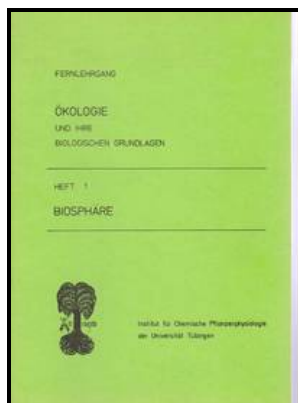 FERNLEHRGANG
ÖKOLOGIE
UND IHRE
BIOLOGISCHEN GRUNDLAGEN
HEFT 1
BIOSPHÄRE
Institut für Chemische Pflanzenphysiologie
der Universität Tübingen